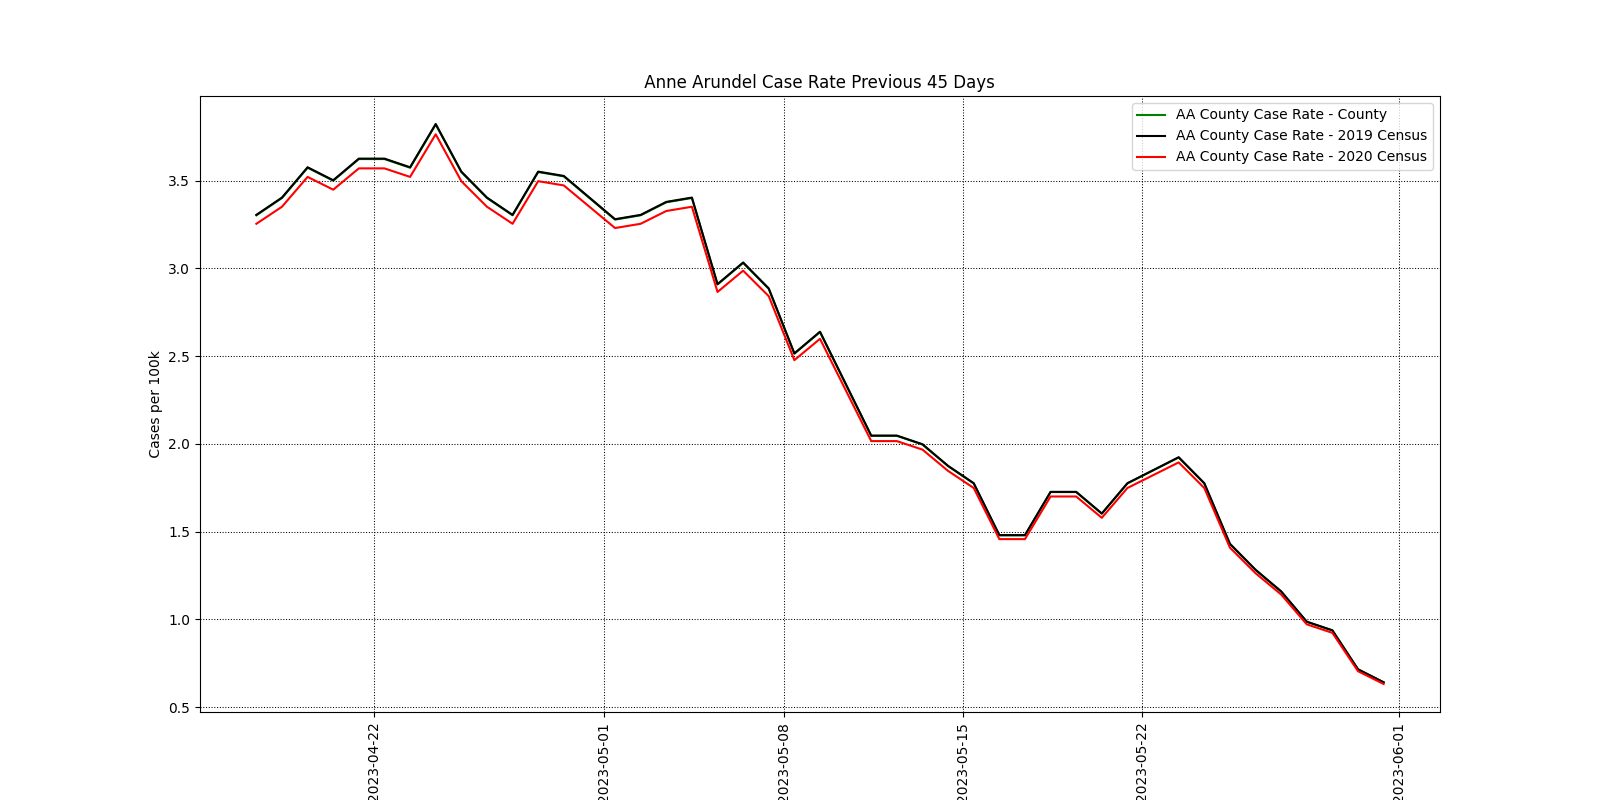 Anne Arundel Case Rate Previous 45 Days
AA County Case Rate - County
AA County Case Rate - 2019 Census
AA County Case Rate - 2020 Census
Cases per 100k
3.5
3.0
2.5
2.0
1.5
1.0
0.5
2023-04-22
2023-05-01
2023-05-08
2023-05-15
2023-05-22
2023-06-01